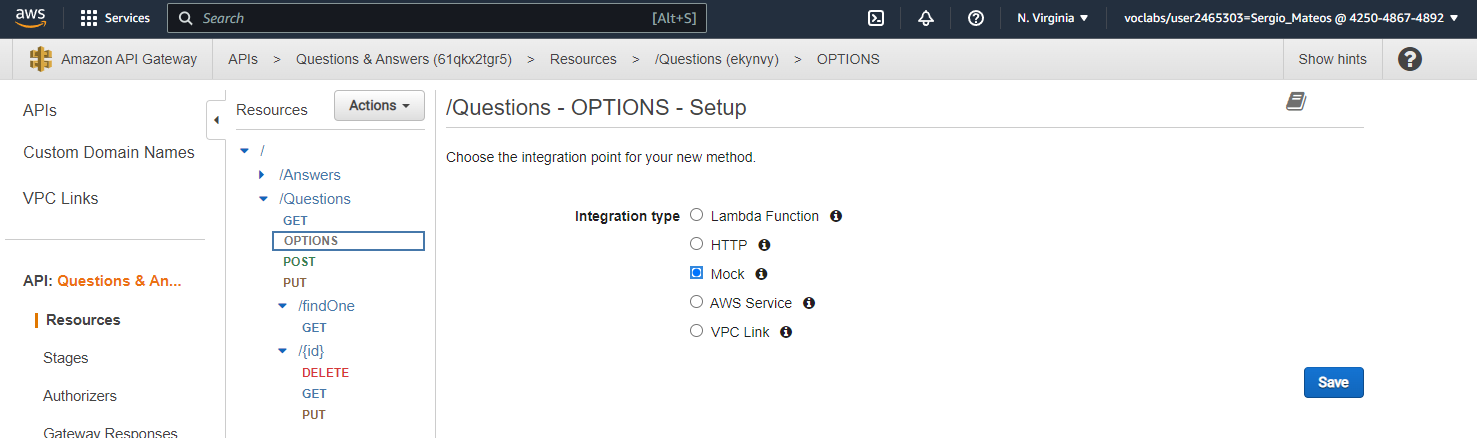 aws Services Search [Alt+S] N. Virginia voclabs/user2465303=Sergio_Mateos @ 4250-4867-4892
Amazon API Gateway APIs > Questions & Answers (61qkx2tgr5) > Resources > /Questions (ekynvy) > OPTIONS Show hints ?
APIs
Custom Domain Names
VPC Links
API: Questions & An...
Resources
Stages
Authorizers
Gateway Responses
Resources Actions
/
/Answers
/Questions
GET
OPTIONS
POST
PUT
/findOne
GET
/{id}
DELETE
GET
PUT
/Questions - OPTIONS - Setup
Choose the integration point for your new method.
Integration type Lambda Function
HTTP
Mock
AWS Service
VPC Link
Save